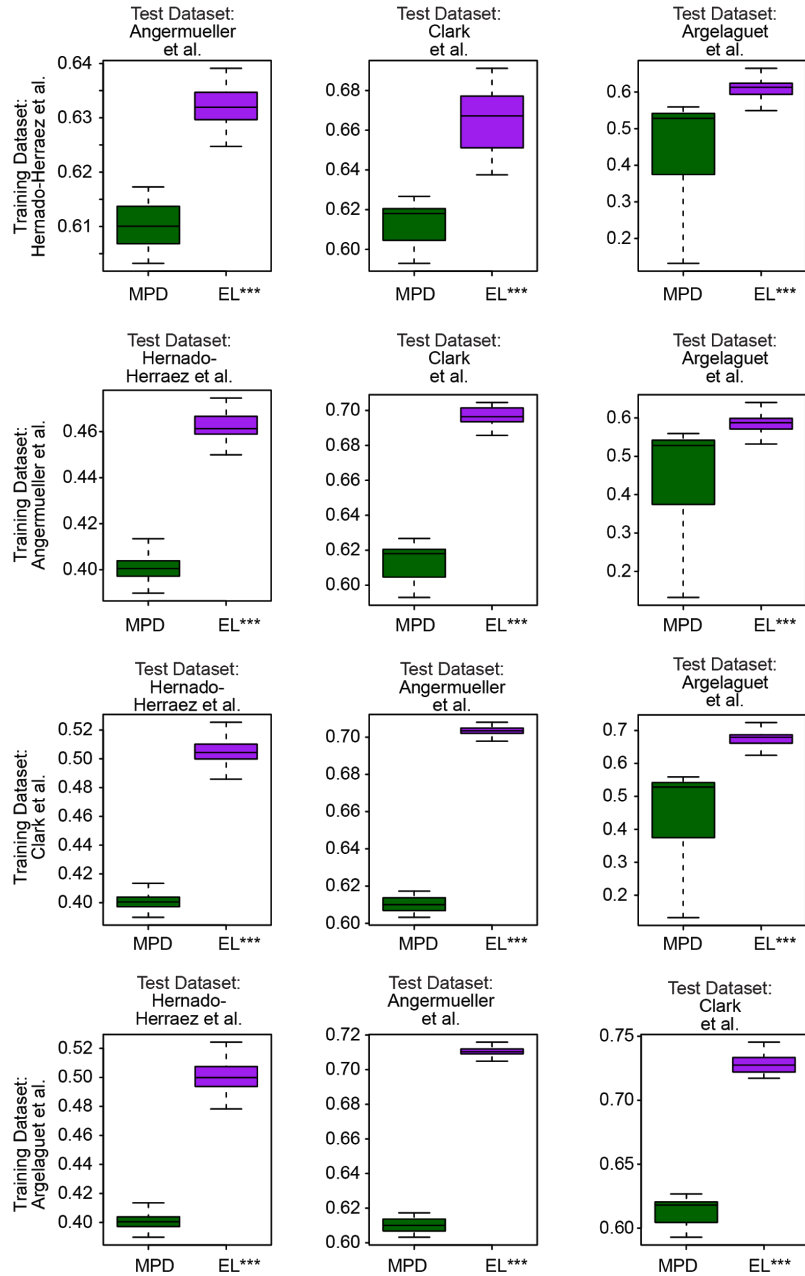 Test Dataset:
Angermueller
et al.
Test Dataset:
Clark
et al.
Test Dataset:
Argelaguet
et al.
Training Dataset:
Hernado-Herraez et al.
0.64
0.63
0.62
0.61
MPD
EL***
0.68
0.66
0.64
0.62
0.60
MPD
EL***
0.6
0.5
0.4
0.3
0.2
MPD
EL***
Test Dataset:
Hernado-
Herraez et al.
Test Dataset:
Clark
et al.
Test Dataset:
Argelaguet
et al.
Training Dataset:
Angermueller et al.
0.46
0.44
0.42
0.40
MPD
EL***
0.70
0.68
0.66
0.64
0.62
0.60
MPD
EL***
0.6
0.5
0.4
0.3
0.2
MPD
EL***
Test Dataset:
Hernado-
Herraez et al.
Test Dataset:
Angermueller
et al.
Test Dataset:
Argelaguet
et al.
Training Dataset:
Clark et al.
0.52
0.50
0.48
0.46
0.44
0.42
0.40
MPD
EL***
0.70
0.68
0.66
0.64
0.62
0.60
MPD
EL***
0.7
0.6
0.5
0.4
0.3
0.2
MPD
EL***
Test Dataset:
Hernado-
Herraez et al.
Test Dataset:
Angermueller
et al.
Test Dataset:
Clark
et al.
Training Dataset:
Argelaguet et al.
0.52
0.50
0.48
0.46
0.44
0.42
0.40
MPD
EL***
0.72
0.70
0.68
0.66
0.64
0.62
0.60
MPD
EL***
0.75
0.70
0.65
0.60
MPD
EL***